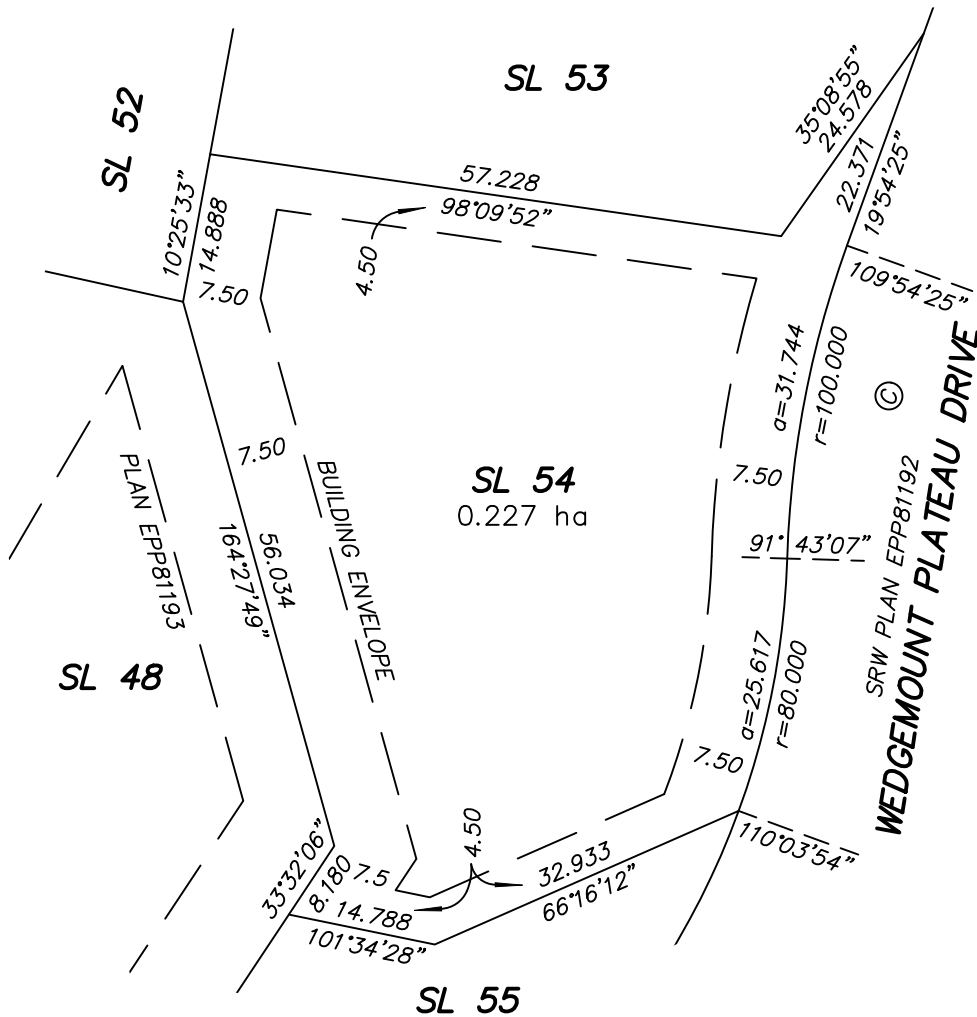 SL 53
SL 52
35°08'55"
24.578
22.371
19°54'25"
57.228
98°09'52"
10°25'33"
14.888
7.50
4.50
109°54'25"
a=31.744
r=100.000
©
7.50
PLAN EPP81193
BUILDING ENVELOPE
SL 54
0.227 ha
7.50
56.034
164°27'49"
91° 43'07"
SRW PLAN EPP81192
WEDGEMOUNT PLATEAU DRIVE
SL 48
a=25.617
r=80.000
7.50
4.50
110°03'54"
33°32'06"
8.180
7.5
32.933
66°16'12"
14.788
101°34'28"
SL 55